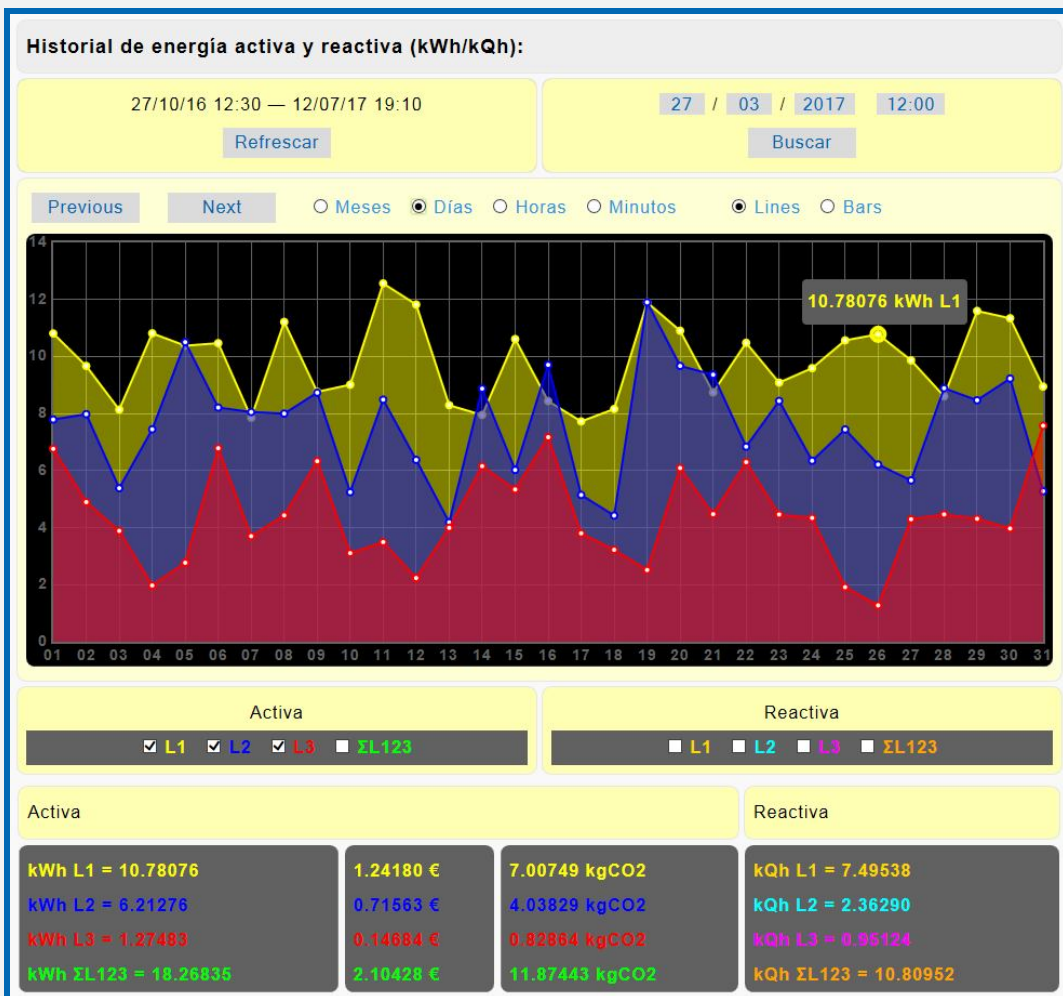 Historial de energía activa y reactiva (kWh/kQh):
27/10/16 12:30 — 12/07/17 19:10
27 / 03 / 2017 12:00
Refrescar
Buscar
Previous Next Meses Días Horas Minutos Lines Bars
14
12
10.78076 kWh L1
10
8
6
4
2
0
01 02 03 04 05 06 07 08 09 10 11 12 13 14 15 16 17 18 19 20 21 22 23 24 25 26 27 28 29 30 31
Activa
L1 L2 L3 ΣL123
Reactiva
L1 L2 L3 ΣL123
Activa
Reactiva
kWh L1 = 10.78076 1.24180 € 7.00749 kgCO2 kQh L1 = 7.49538
kWh L2 = 6.21276 0.71563 € 4.03829 kgCO2 kQh L2 = 2.36290
kWh L3 = 1.27483 0.14684 € 0.82864 kgCO2 kQh L3 = 0.95124
kWh ΣL123 = 18.26835 2.10428 € 11.87443 kgCO2 kQh ΣL123 = 10.80952